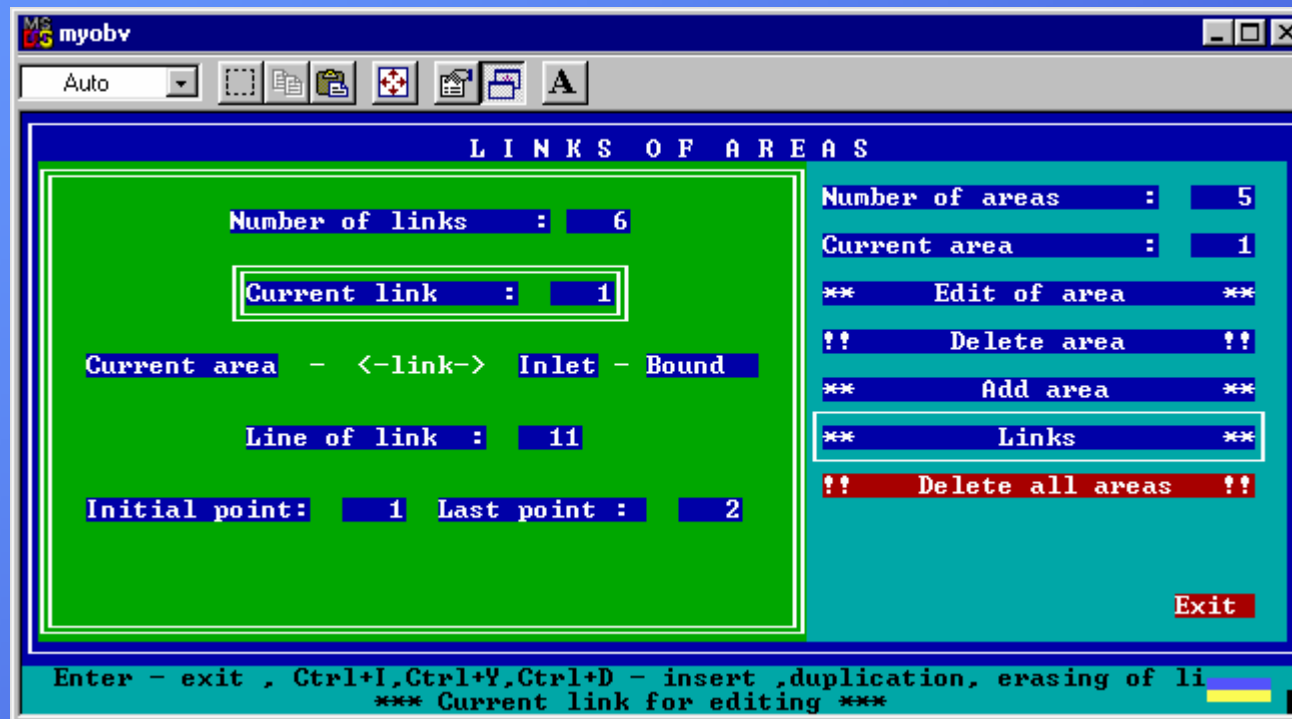 MS DOS myobv
Auto A
L I N K S O F A R E A S
Number of links : 6
Current link : 1
Current area - <-link-> Inlet - Bound
Line of link : 11
Initial point: 1 Last point : 2
Number of areas : 5
Current area : 1
** Edit of area **
!! Delete area !!
** Add area **
** Links **
!! Delete all areas !!
Exit
Enter - exit , Ctrl+I,Ctrl+Y,Ctrl+D - insert ,duplication, erasing of li
*** Current link for editing ***